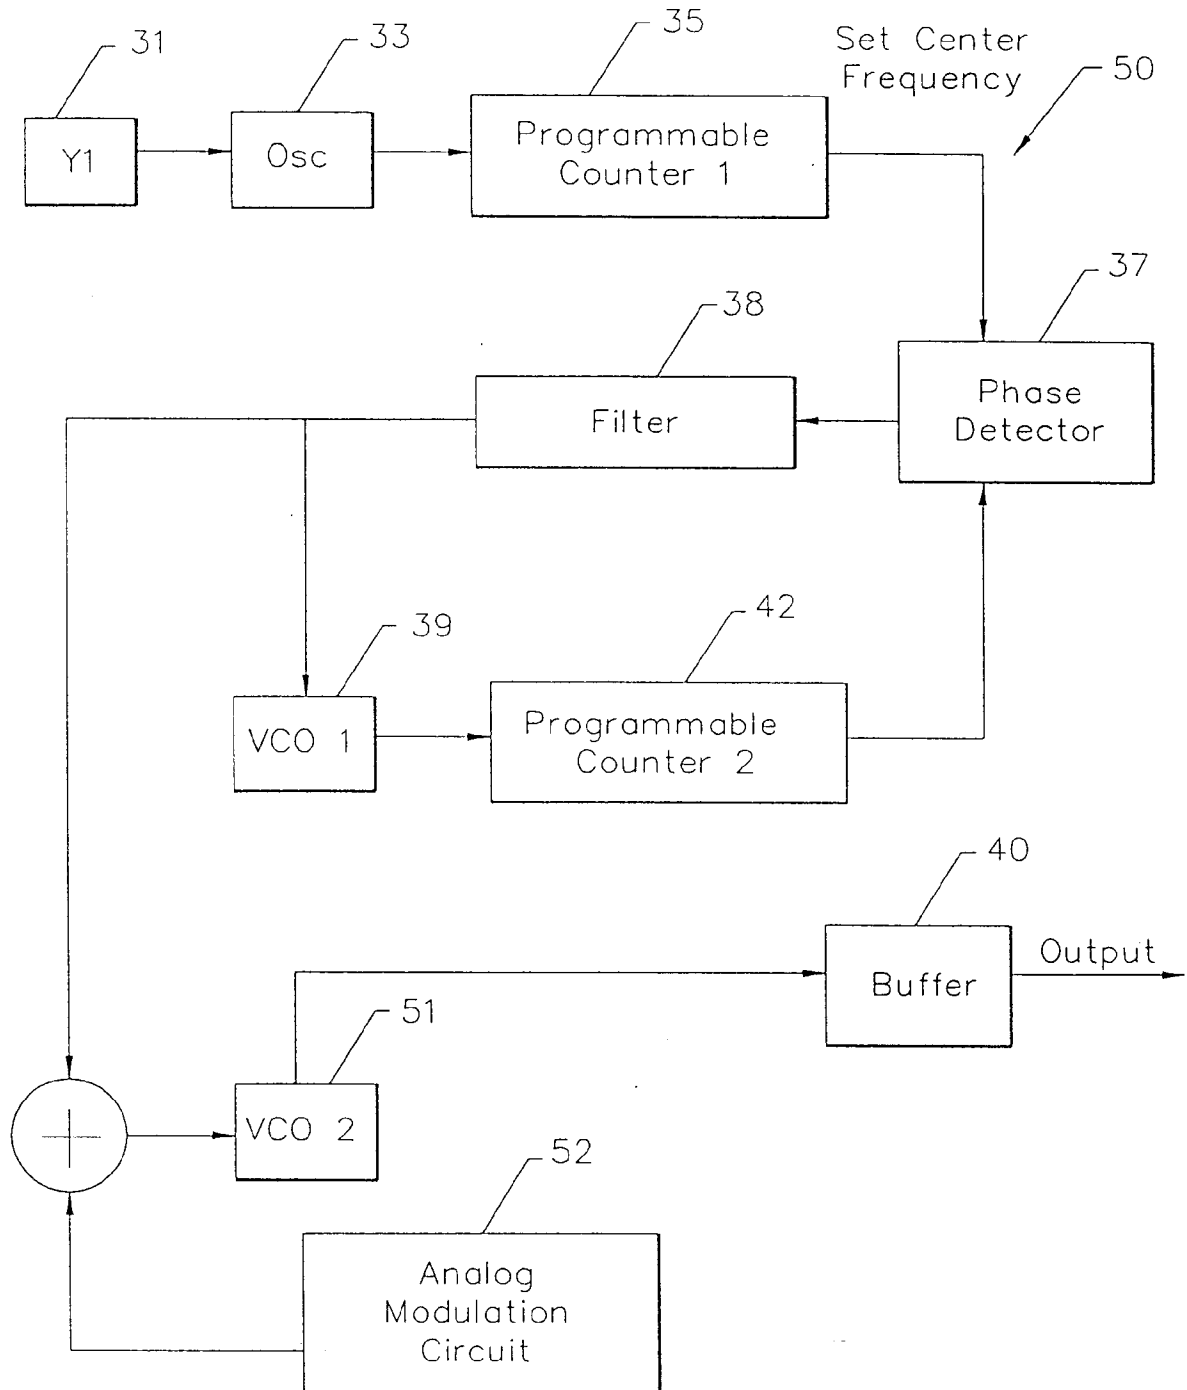 31
33
35
Set Center
Frequency
50
Y1
Osc
Programmable
Counter 1
37
38
Filter
Phase
Detector
42
39
VCO 1
Programmable
Counter 2
40
Output
Buffer
51
VCO 2
52
Analog
Modulation
Circuit